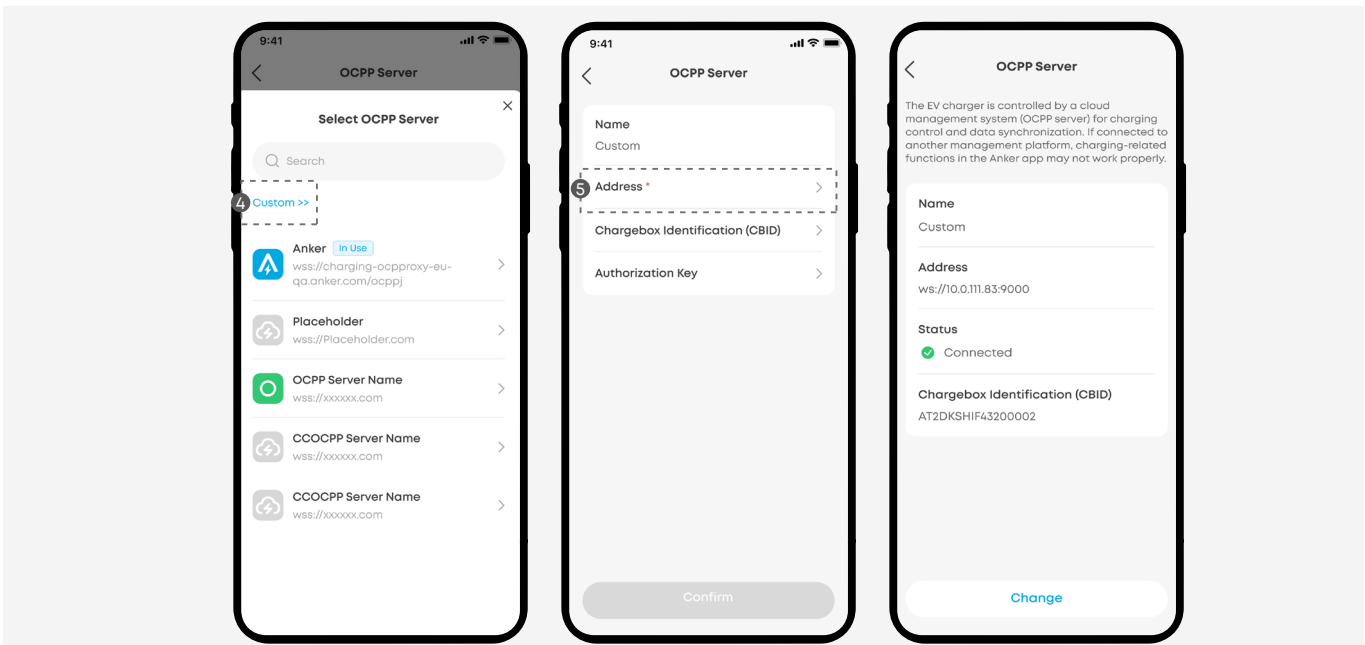 9:41
OCPP Server
Select OCPP Server
Search
4
Custom >>
Anker In Use
wss://charging-ocpproxy-eu-
qa.anker.com/ocppj
Placeholder
wss://Placeholder.com
OCPP Server Name
wss://xxxxxx.com
CCOCPP Server Name
wss://xxxxxx.com
CCOCPP Server Name
wss://xxxxxx.com
9:41
OCPP Server
Name
Custom
5
Address *
Chargebox Identification (CBID)
Authorization Key
Confirm
OCPP Server
The EV charger is controlled by a cloud
management system (OCPP server) for charging
control and data synchronization. If connected to
another management platform, charging-related
functions in the Anker app may not work properly.
Name
Custom
Address
ws://10.0.111.83:9000
Status
Connected
Chargebox Identification (CBID)
AT2DKSHIF43200002
Change